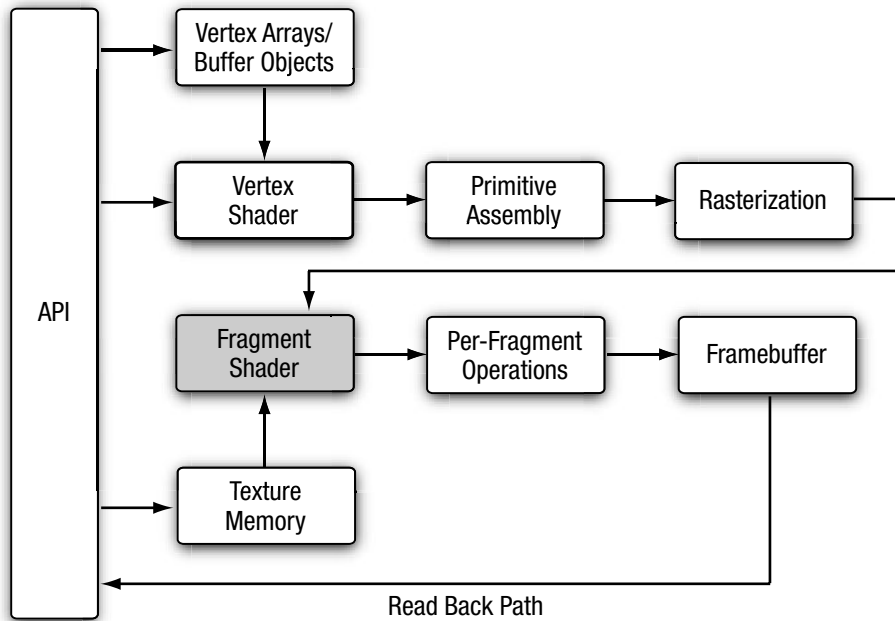 Vertex Arrays/
Buffer Objects
Vertex
Shader
Primitive
Assembly
Rasterization
API
Fragment
Shader
Per-Fragment
Operations
Framebuffer
Texture
Memory
Read Back Path